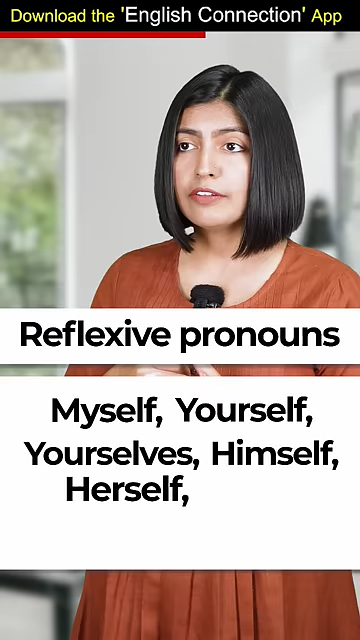 Download the 'English Connection' App
Reflexive pronouns
Myself, Yourself,
Yourselves, Himself,
Herself,